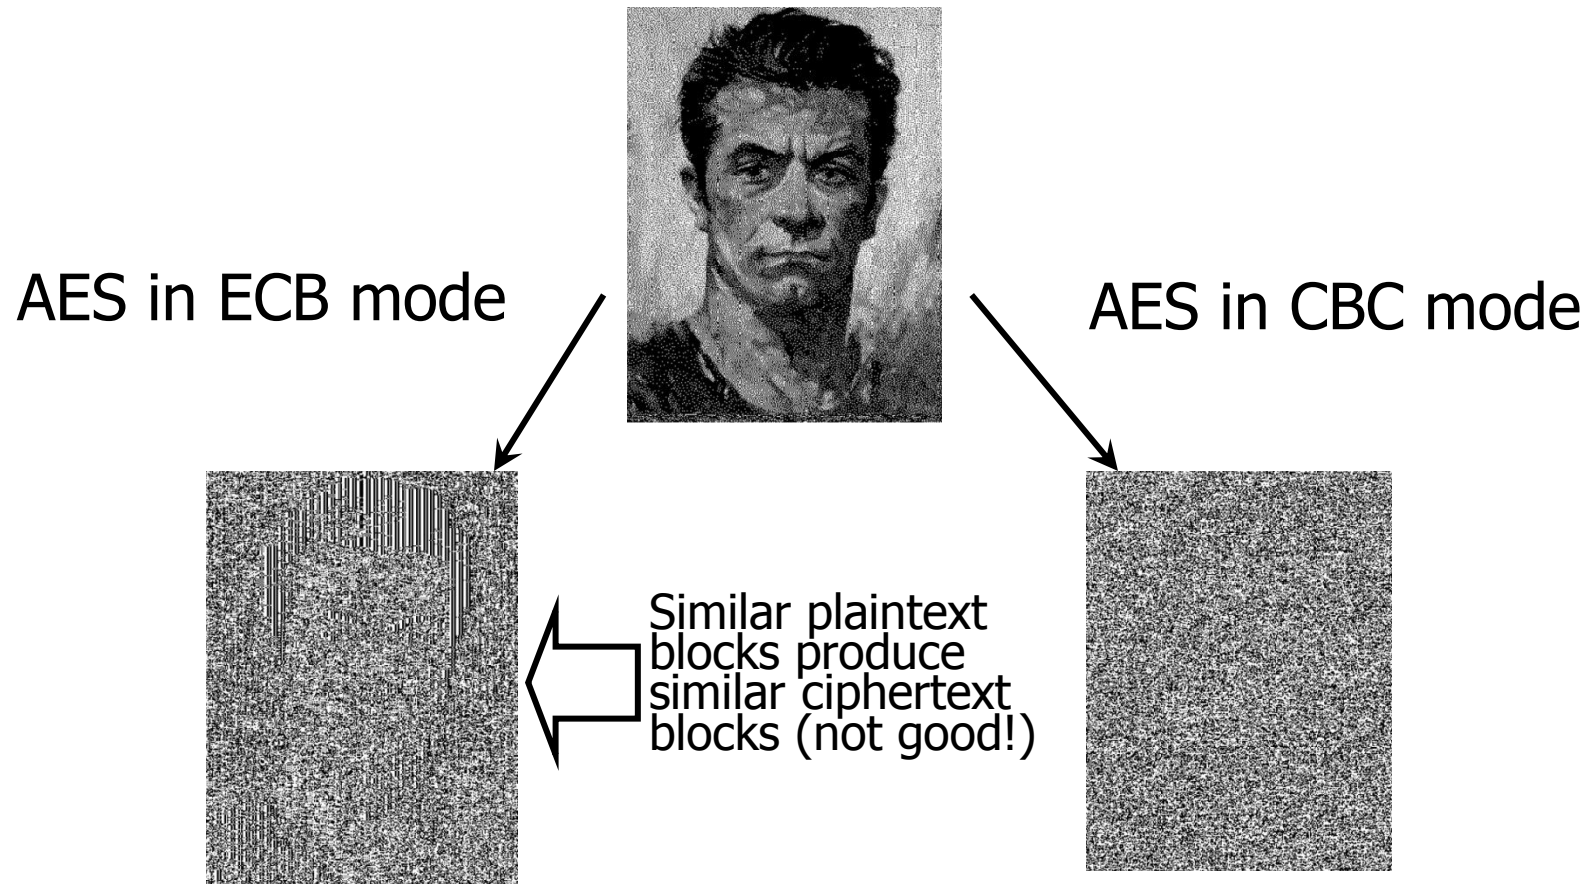 AES in ECB mode
AES in CBC mode
Similar plaintext
blocks produce
similar ciphertext
blocks (not good!)